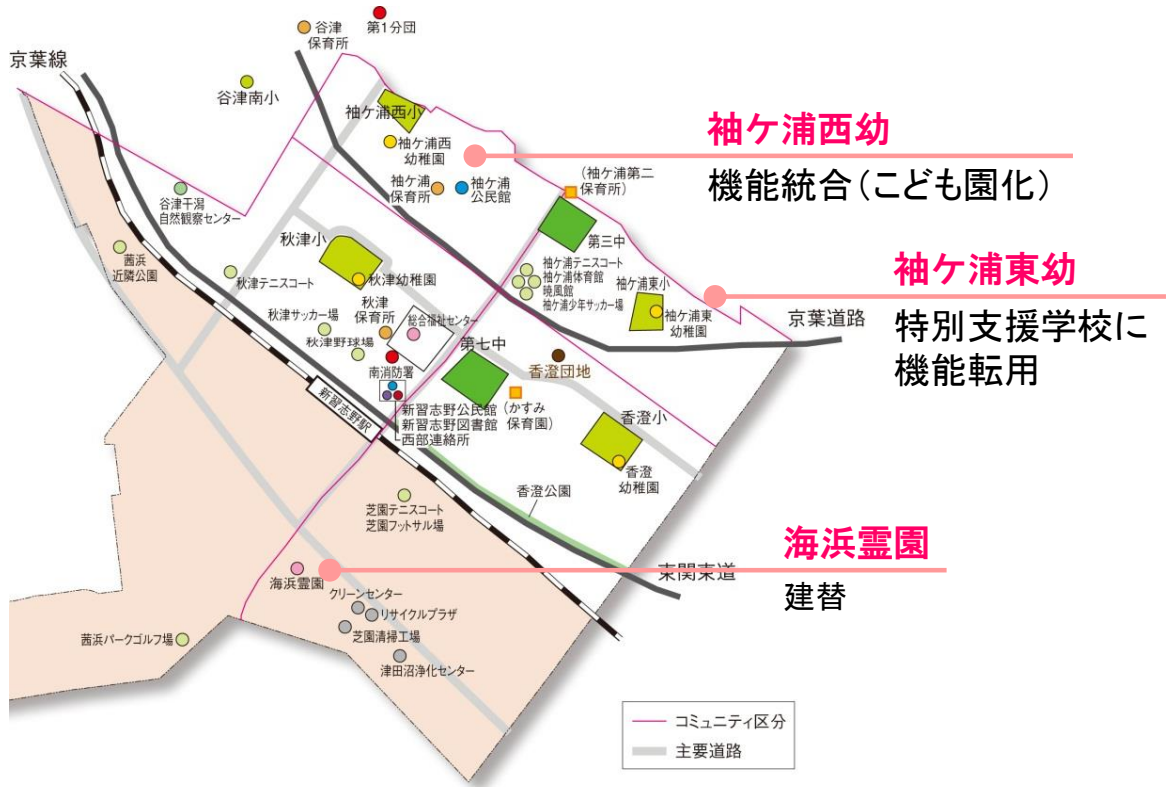 京葉線
谷津
保育所
第1分団
谷津南小
袖ケ浦西小
袖ケ浦西
幼稚園
袖ケ浦
保育所
袖ケ浦
公民館
(袖ケ浦第二
保育所)
袖ケ浦西幼
機能統合(こども園化)
谷津干潟
自然観察センター
茜浜
近隣公園
秋津小
秋津幼稚園
秋津テニスコート
第三中
袖ケ浦テニスコート
袖ケ浦体育館
暁風館
袖ケ浦少年サッカー場
袖ケ浦東小
袖ケ浦東
幼稚園
京葉道路
袖ケ浦東幼
特別支援学校に
機能転用
秋津
保育所
総合福祉センター
秋津サッカー場
秋津野球場
南消防署
第七中
香澄団地
新習志野駅
新習志野公民館
新習志野図書館
西部連絡所
(かすみ
保育園)
香澄小
香澄
幼稚園
香澄公園
芝園テニスコート
芝園フットサル場
東関東道
海浜霊園
建替
海浜霊園
クリーンセンター
リサイクルプラザ
芝園清掃工場
津田沼浄化センター
茜浜パークゴルフ場
コミュニティ区分
主要道路